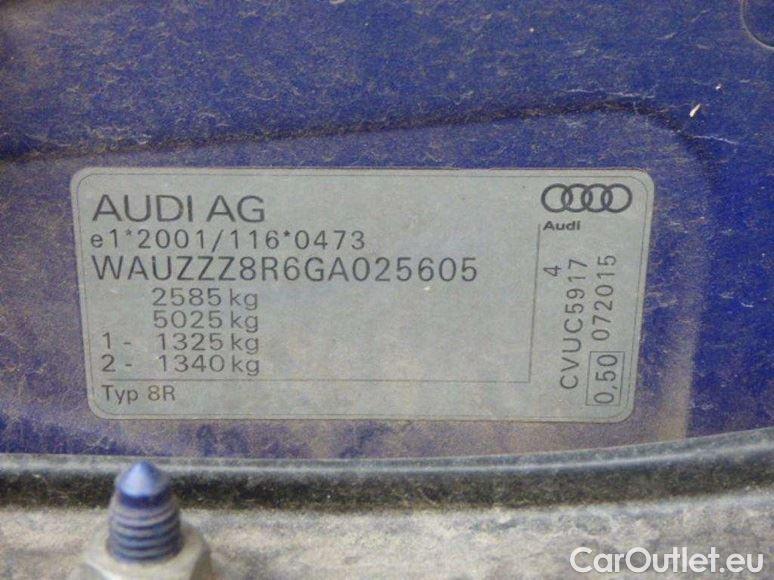 AUDI AG
Audi
e1*2001/116*0473
WAUZZZ8R6GA025605
2585 kg
5025 kg
1 - 1325 kg
2 - 1340 kg
Typ 8R
4
CVUC5917
0,50 072015
CarOutlet.eu